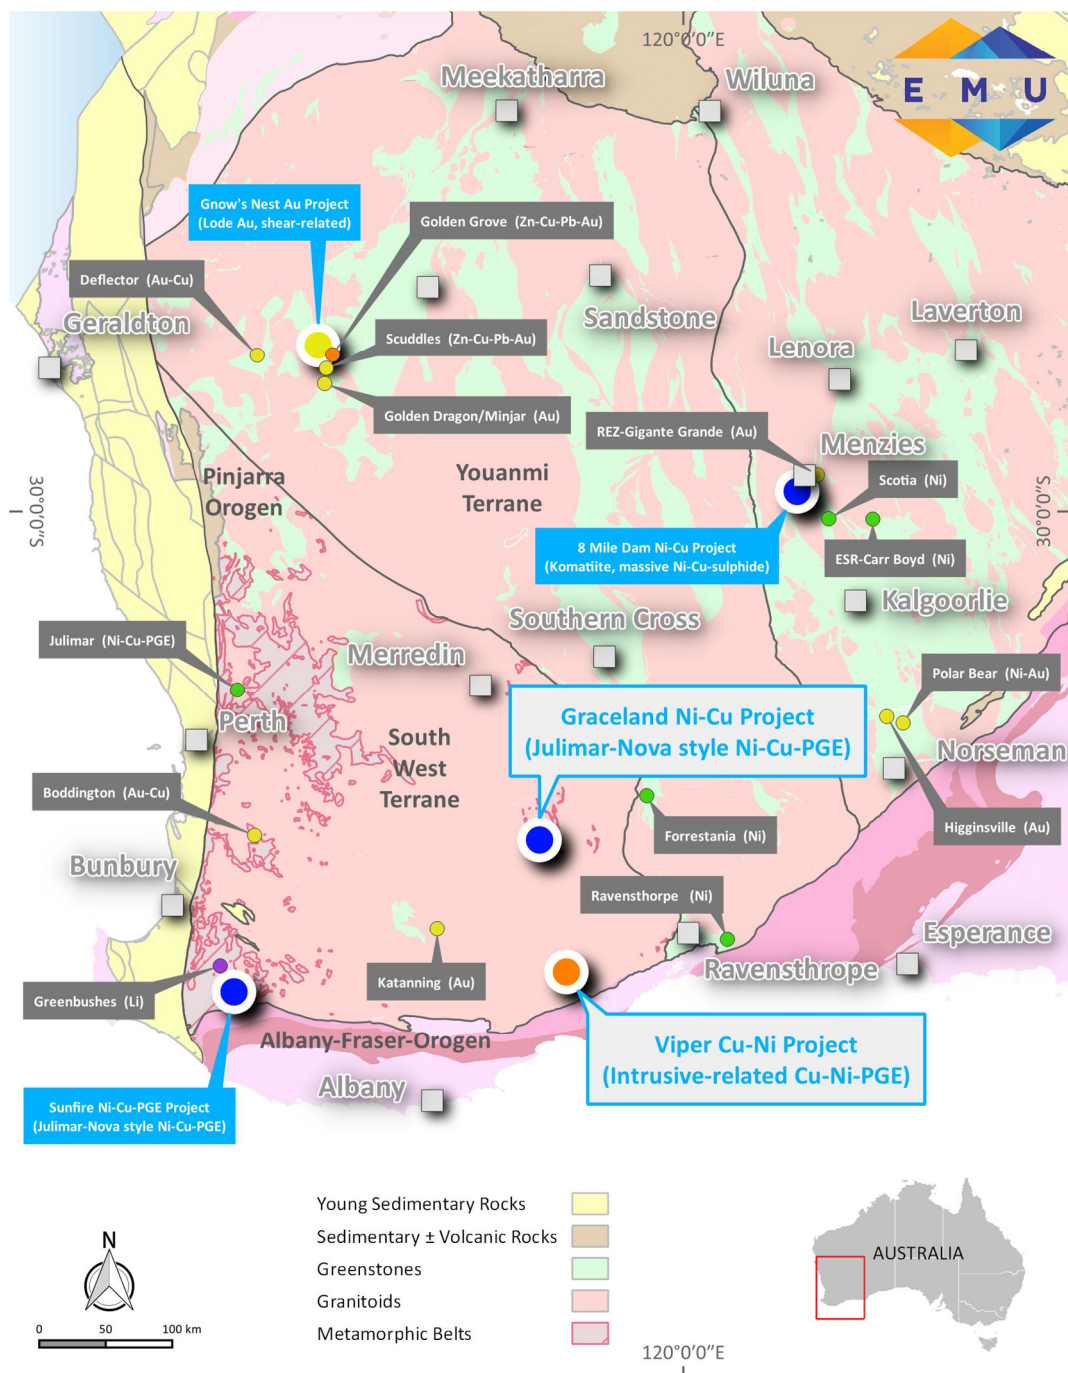 120°0'0"E
Meekatharra
Wiluna
E M U
Gnow's Nest Au Project
(Lode Au, shear-related)
Golden Grove (Zn-Cu-Pb-Au)
Deflector (Au-Cu)
Geraldton
Sandstone
Laverton
Scuddles (Zn-Cu-Pb-Au)
Lenora
Golden Dragon/Minjar (Au)
REZ-Gigante Grande (Au)
Menzies
Pinjarra
Orogen
Youanmi
Terrane
Scotia (Ni)
30°0'0"S
30°0'0"S
8 Mile Dam Ni-Cu Project
(Komatiite, massive Ni-Cu-sulphide)
ESR-Carr Boyd (Ni)
Kalgoorlie
Southern Cross
Julimar (Ni-Cu-PGE)
Merredin
Polar Bear (Ni-Au)
Perth
Graceland Ni-Cu Project
(Julimar-Nova style Ni-Cu-PGE)
South
West
Terrane
Norseman
Boddington (Au-Cu)
Forrestania (Ni)
Higginsville (Au)
Bunbury
Ravensthorpe (Ni)
Esperance
Ravensthrope
Katanning (Au)
Greenbushes (Li)
Albany-Fraser-Orogen
Viper Cu-Ni Project
(Intrusive-related Cu-Ni-PGE)
Albany
Sunfire Ni-Cu-PGE Project
(Julimar-Nova style Ni-Cu-PGE)
Young Sedimentary Rocks
Sedimentary ± Volcanic Rocks
Greenstones
Granitoids
Metamorphic Belts
N
0 50 100 km
AUSTRALIA
120°0'0"E